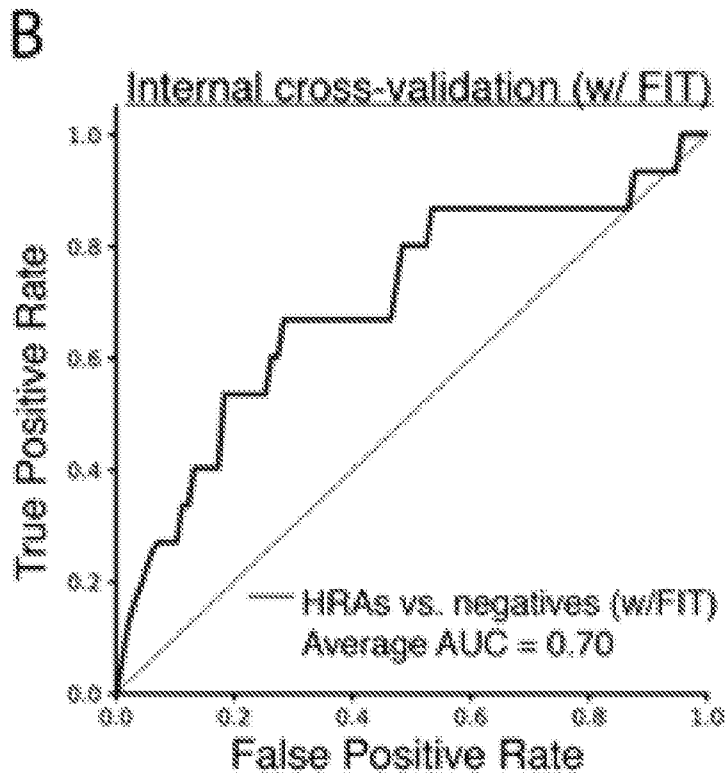 B
Internal cross-validation (w/ FIT)
True Positive Rate
1.0
0.8
0.6
0.4
0.2
0.0
HRAs vs. negatives (w/FIT)
Average AUC = 0.70
0.0 0.2 0.4 0.6 0.8 1.0
False Positive Rate